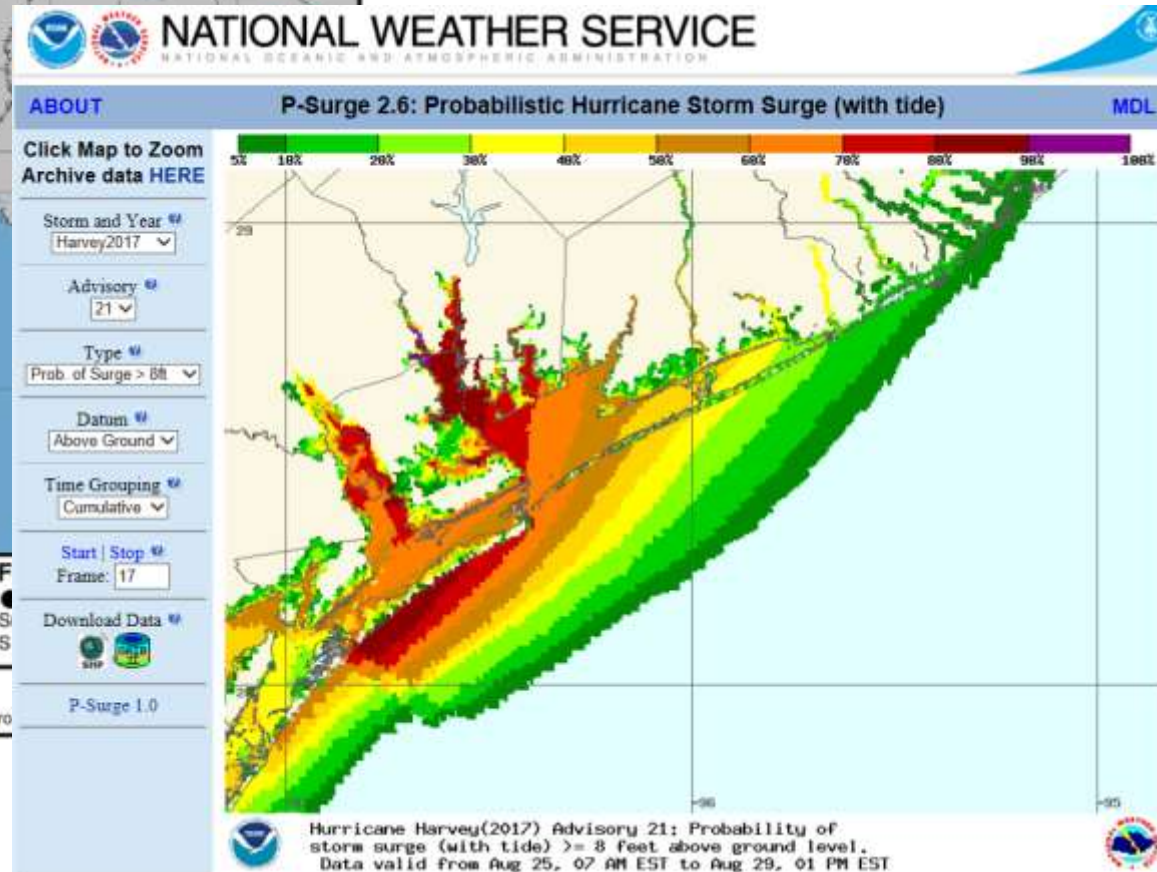 NATIONAL WEATHER SERVICE
NATIONAL OCEANIC AND ATMOSPHERIC ADMINISTRATION
ABOUT
P-Surge 2.6: Probabilistic Hurricane Storm Surge (with tide)
MDL
Click Map to Zoom
Archive data HERE
5% 10% 20% 30% 40% 50% 60% 70% 80% 90% 100%
Storm and Year
Harvey2017
Advisory
21
Type
Prob. of Surge > 8ft
Datum
Above Ground
Time Grouping
Cumulative
Start | Stop
Frame: 17
Download Data
SHP
P-Surge 1.0
29
-96
-95
Hurricane Harvey(2017) Advisory 21: Probability of
storm surge (with tide) >= 8 feet above ground level.
Data valid from Aug 25, 07 AM EST to Aug 29, 01 PM EST